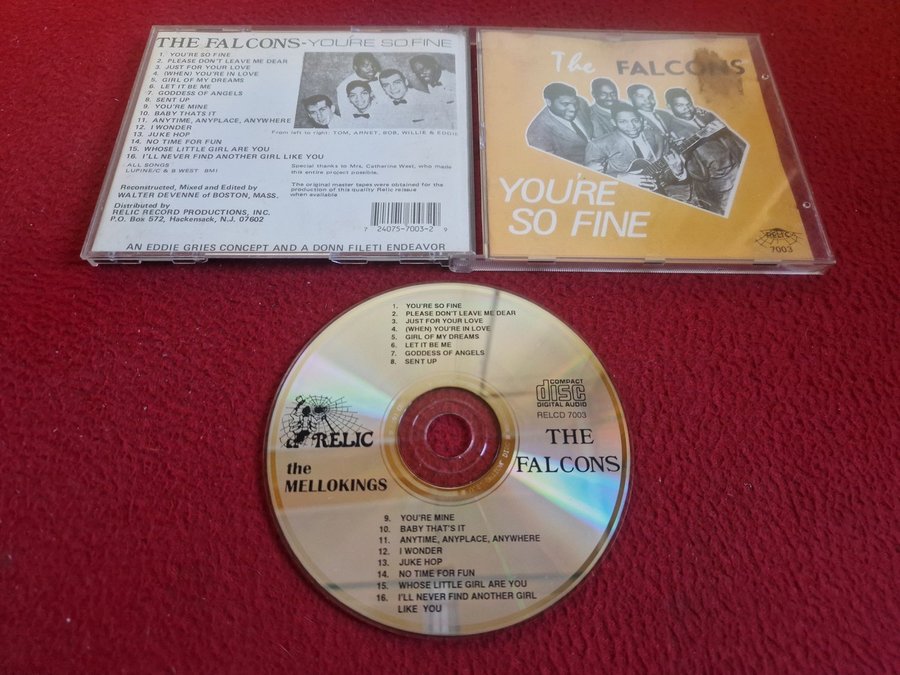 THE FALCONS-YOU'RE SO FINE
1. YOU'RE SO FINE
2. PLEASE DON'T LEAVE ME DEAR
3. JUST FOR YOUR LOVE
4. (WHEN) YOU'RE IN LOVE
5. GIRL OF MY DREAMS
6. LET IT BE ME
7. GODDESS OF ANGELS
8. SENT UP
9. YOU'RE MINE
10. BABY THATS IT
11. ANYTIME, ANYPLACE, ANYWHERE
12. I WONDER
13. JUKE HOP
14. NO TIME FOR FUN
15. WHOSE LITTLE GIRL ARE YOU
16. I'LL NEVER FIND ANOTHER GIRL LIKE YOU
ALL SONGS
LUPINE/C & B WEST BMI
From left to right: TOM, ARNET, BOB, WILLIE & EDDIE
Special thanks to Mrs. Catherine West, who made
this entire project possible.
Reconstructed, Mixed and Edited by
WALTER DEVENNE of BOSTON, MASS.
The original master tapes were obtained for the
production of this quality Relic release
when available
Distributed by
RELIC RECORD PRODUCTIONS, INC.
P.O. Box 572, Hackensack, N.J. 07602
7 24075-7003-2 9
AN EDDIE GRIES CONCEPT AND A DONN FILETI ENDEAVOR
The FALCONS
YOU'RE
SO FINE
RELIC
7003
1. YOU'RE SO FINE
2. PLEASE DON'T LEAVE ME DEAR
3. JUST FOR YOUR LOVE
4. (WHEN) YOU'RE IN LOVE
5. GIRL OF MY DREAMS
6. LET IT BE ME
7. GODDESS OF ANGELS
8. SENT UP
COMPACT
disc
DIGITAL AUDIO
RELCD 7003
RELIC
the
MELLOKINGS
THE
FALCONS
9. YOU'RE MINE
10. BABY THAT'S IT
11. ANYTIME, ANYPLACE, ANYWHERE
12. I WONDER
13. JUKE HOP
14. NO TIME FOR FUN
15. WHOSE LITTLE GIRL ARE YOU
16. I'LL NEVER FIND ANOTHER GIRL
LIKE YOU